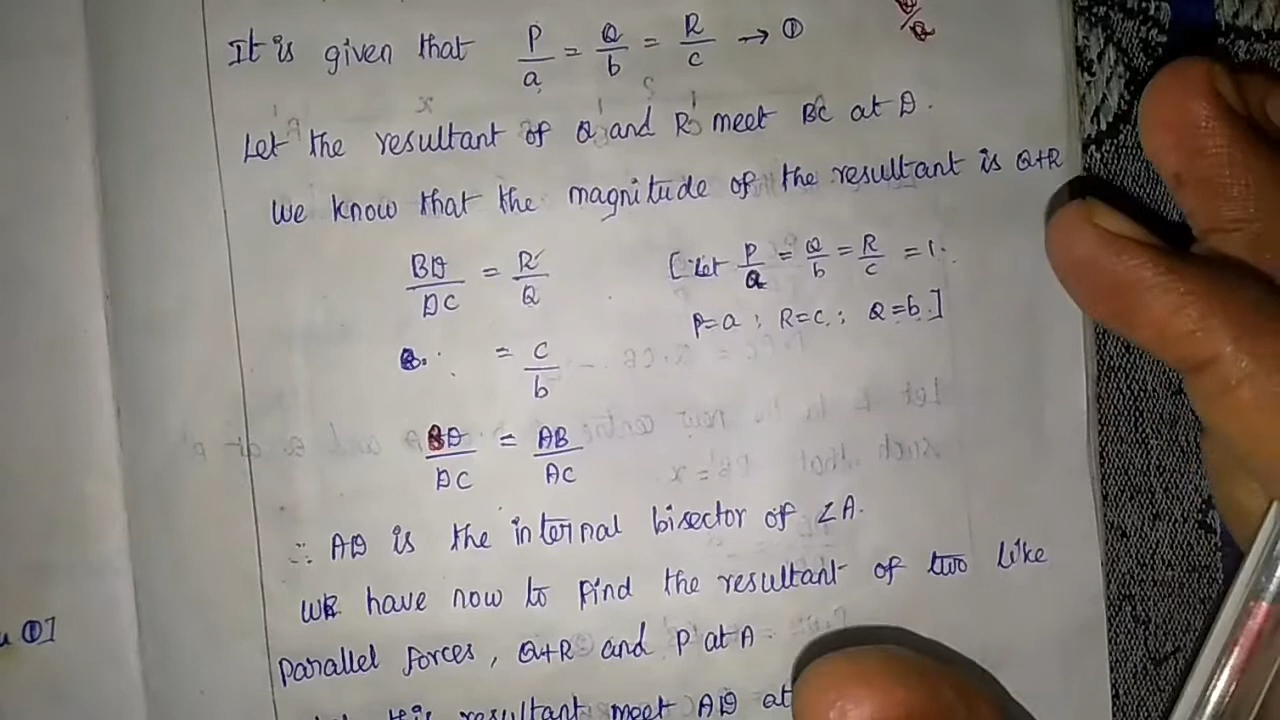 It is given that P/a = Q/b = R/c → ①
Let the resultant of Q and R meet BC at D.
We know that the magnitude of the resultant is Q+R
BD/DC = R/Q [∵ Let P/a = Q/b = R/c = 1.
= c/b P=a ; R=c ; Q=b.]
BD/DC = AB/AC
∴ AD is the internal bisector of ∠A.
We have now to find the resultant of two like
parallel forces, Q+R and P at A
this resultant meet AD at
①]